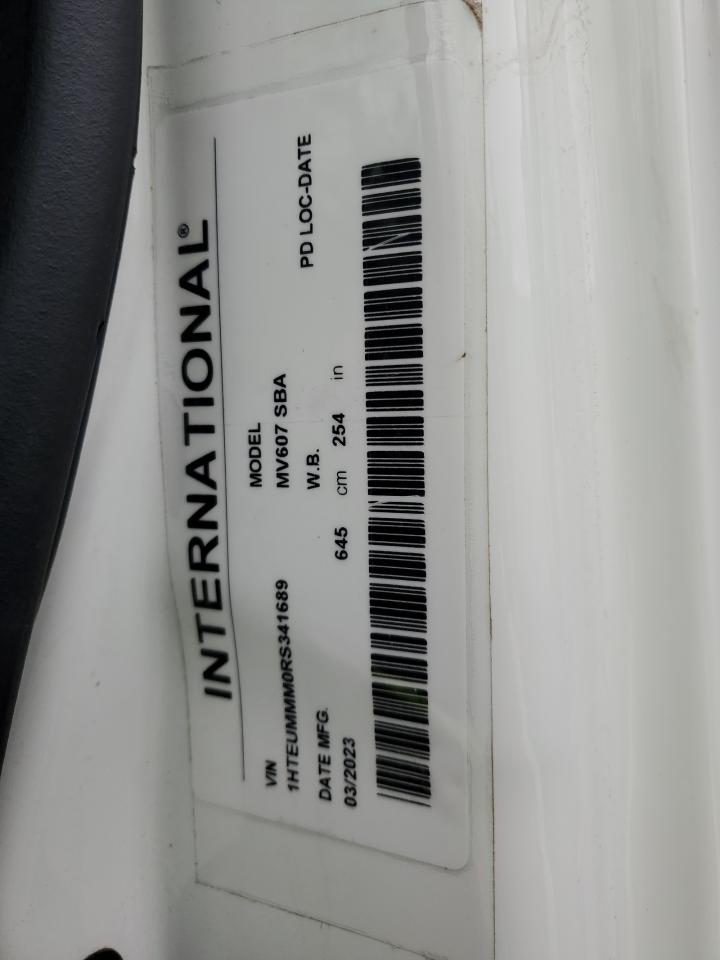 INTERNATIONAL®
MODEL
VIN
MV607 SBA
1HTEUMMM0RS341689
W.B.
PD LOC-DATE
DATE MFG.
645 cm 254 in
03/2023